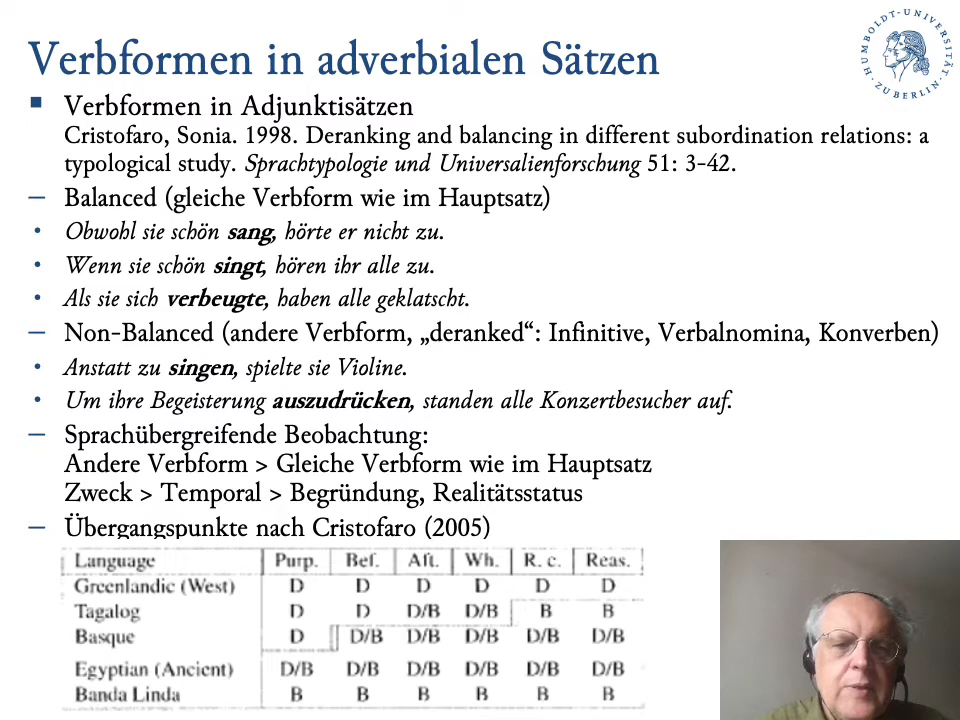 Verbformen in adverbialen Sätzen
HUMBOLDT-UNIVERSITÄT ZU BERLIN
Verbformen in Adjunktisätzen
Cristofaro, Sonia. 1998. Deranking and balancing in different subordination relations: a
typological study. Sprachtypologie und Universalienforschung 51: 3-42.
– Balanced (gleiche Verbform wie im Hauptsatz)
• Obwohl sie schön sang, hörte er nicht zu.
• Wenn sie schön singt, hören ihr alle zu.
• Als sie sich verbeugte, haben alle geklatscht.
– Non-Balanced (andere Verbform, „deranked“: Infinitive, Verbalnomina, Konverben)
• Anstatt zu singen, spielte sie Violine.
• Um ihre Begeisterung auszudrücken, standen alle Konzertbesucher auf.
– Sprachübergreifende Beobachtung:
Andere Verbform > Gleiche Verbform wie im Hauptsatz
Zweck > Temporal > Begründung, Realitätsstatus
– Übergangspunkte nach Cristofaro (2005)
Language Purp. Bef. Aft. Wh. R. c. Reas.
Greenlandic (West) D D D D D D
Tagalog D D D/B D/B B B
Basque D D/B D/B D/B D/B D/B
Egyptian (Ancient) D/B D/B D/B D/B D/B D/B
Banda Linda B B B B B B